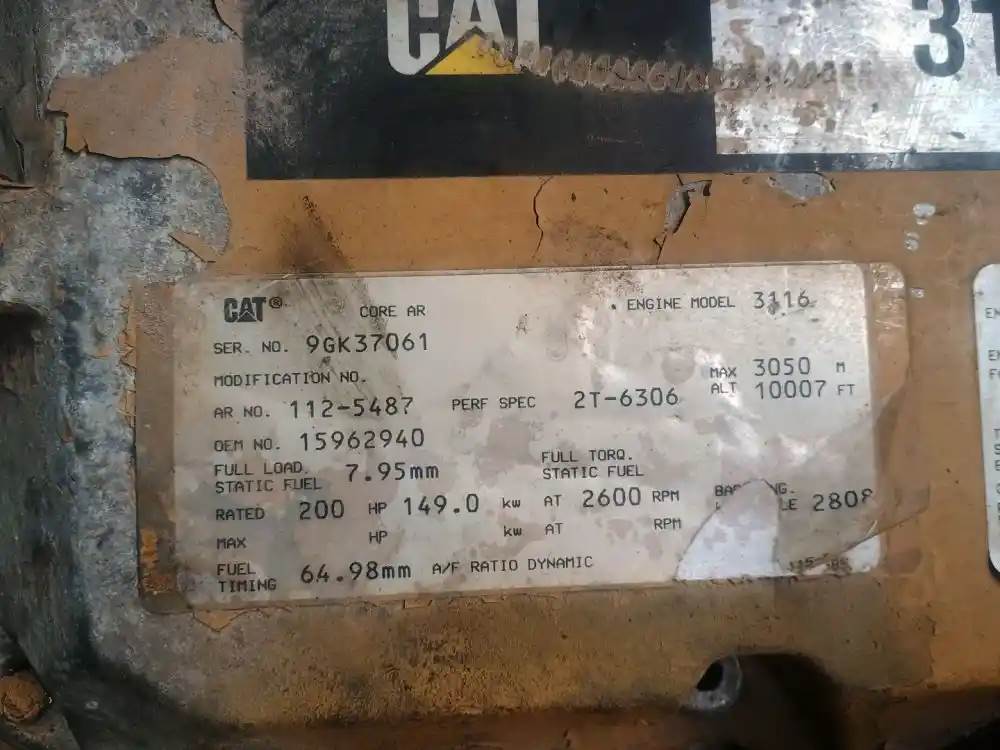 CAT
CAT® CORE AR ENGINE MODEL 3116
SER. NO. 9GK37061
MODIFICATION NO.
AR NO. 112-5487 PERF SPEC 2T-6306 MAX ALT 3050 M 10007 FT
OEM NO. 15962940
FULL LOAD. STATIC FUEL 7.95mm FULL TORQ. STATIC FUEL
RATED 200 HP 149.0 kw AT 2600 RPM 2808
MAX HP kw AT RPM
FUEL TIMING 64.98mm A/F RATIO DYNAMIC